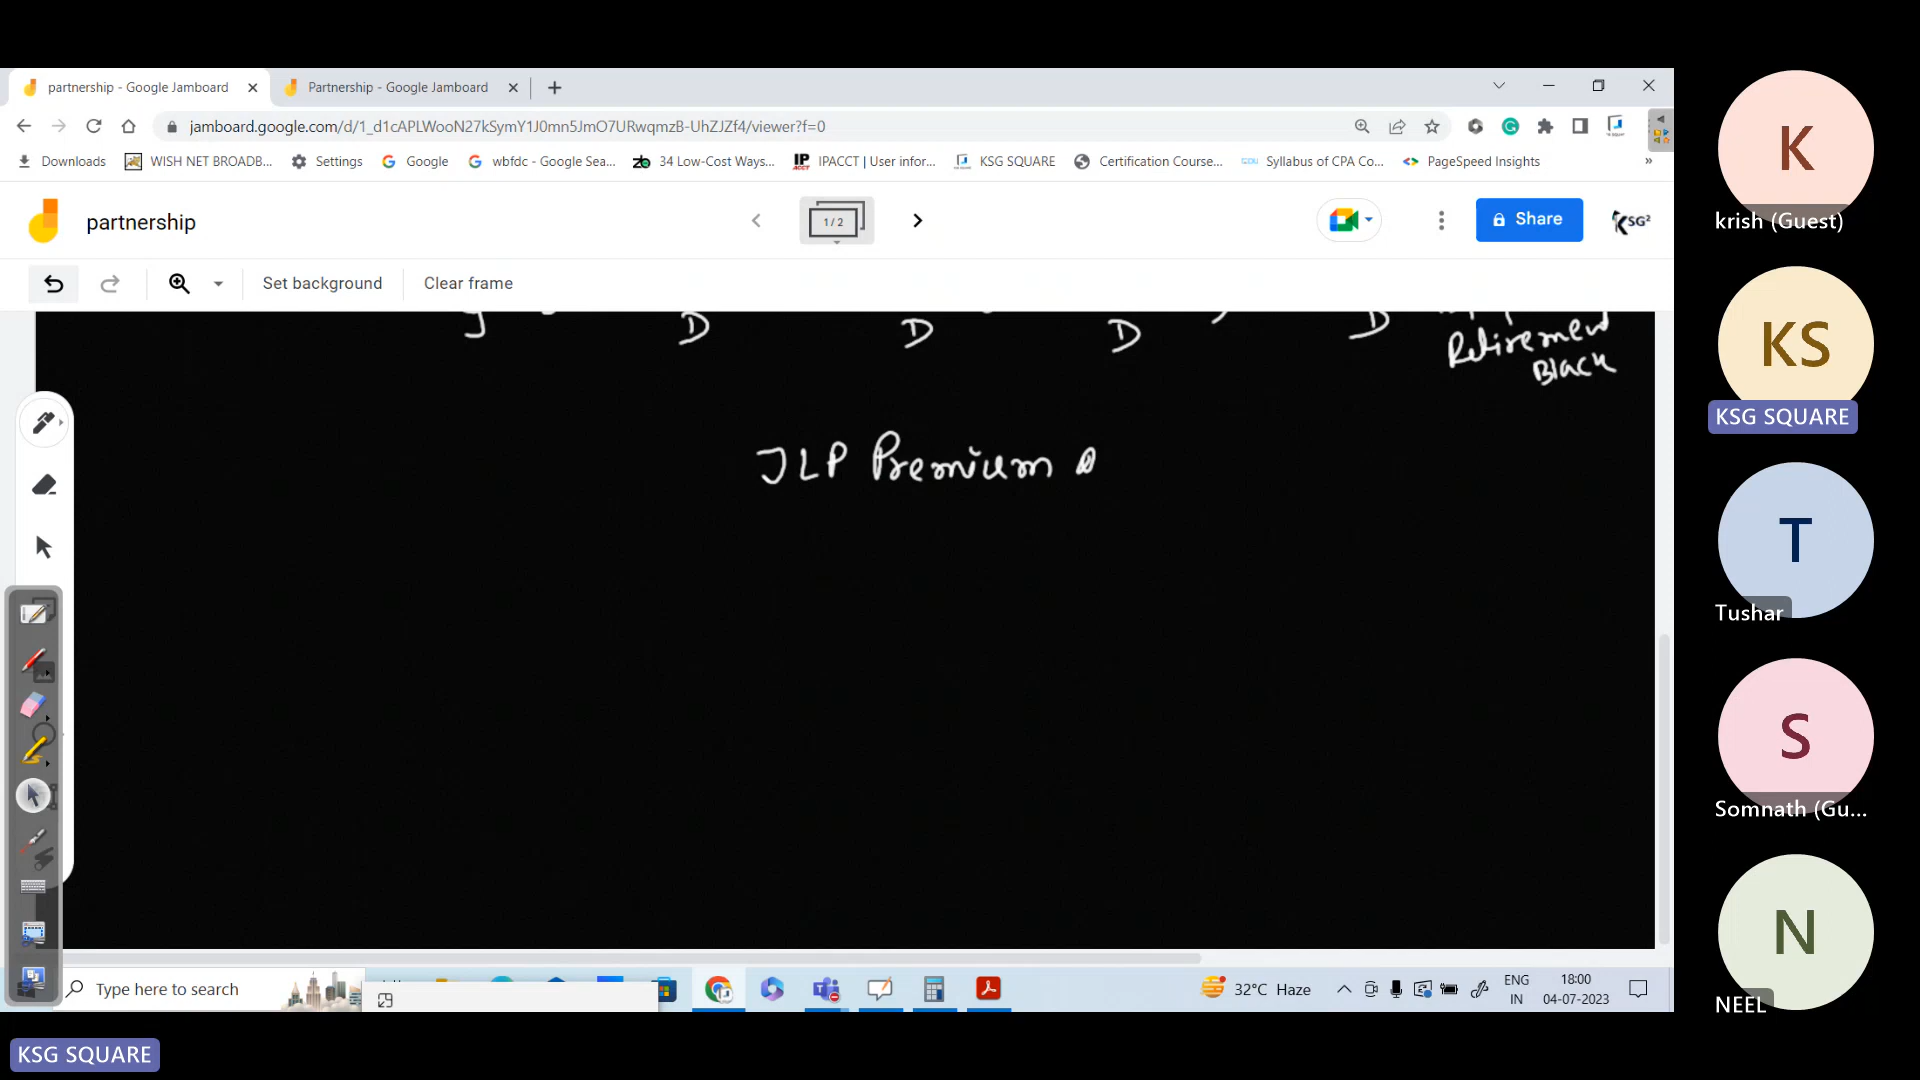 partnership - Google Jamboard
Partnership - Google Jamboard
jamboard.google.com/d/1_d1cAPLWooN27kSymY1J0mn5JmO7URwqmzB-UhZJZf4/viewer?f=0
Downloads
WISH NET BROADB...
Settings
Google
wbfdc - Google Sea...
34 Low-Cost Ways...
IPACCT | User infor...
KSG SQUARE
Certification Course...
Syllabus of CPA Co...
PageSpeed Insights
»
partnership
1 / 2
Share
KSG²
Set background
Clear frame
D D D D
Retirement
Black
JLP Premium
Type here to search
32°C Haze
ENG
IN
18:00
04-07-2023
K
krish (Guest)
KS
KSG SQUARE
T
Tushar
S
Somnath (Gu...
N
NEEL
KSG SQUARE